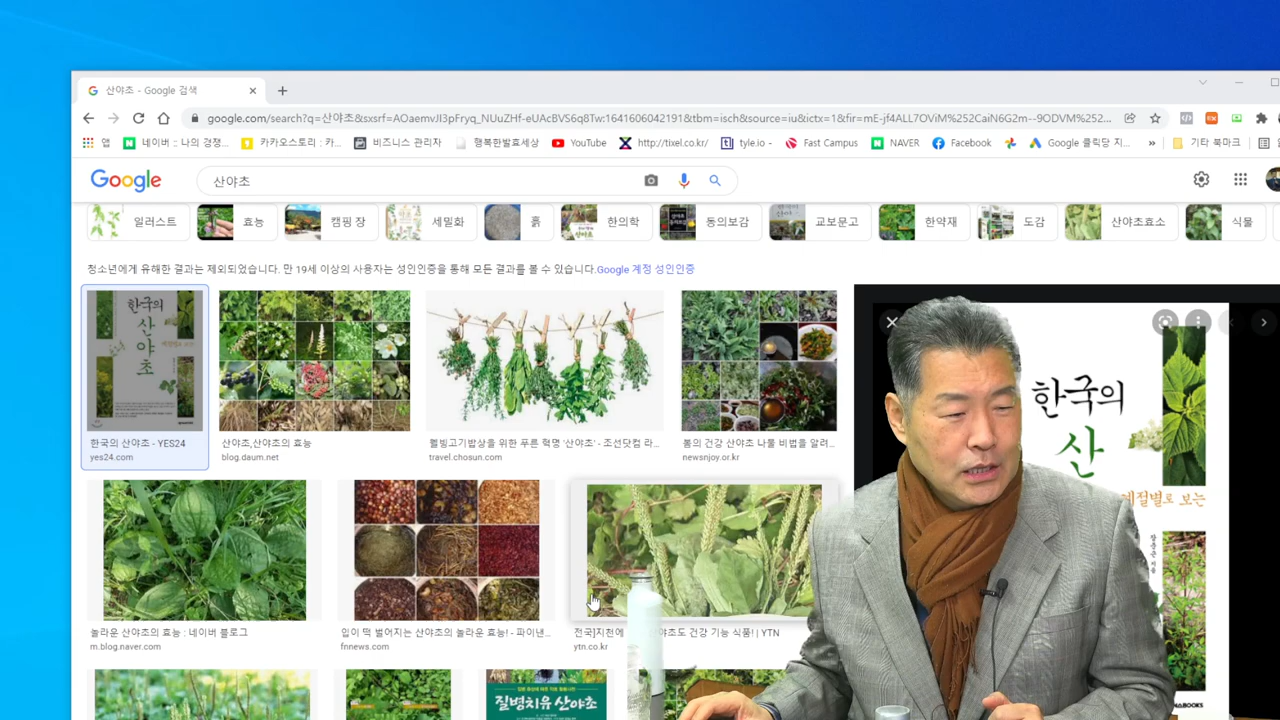 산야초 - Google 검색
google.com/search?q=산야초&sxsrf=AOaemvJI3pFryq_NUuZHf-eUAcBVS6q8Tw:1641606042191&tbm=isch&source=iu&ictx=1&fir=mE-jf4ALL7OViM%252CaiN6G2m--9ODVM%252C...
앱
네이버 :: 나의 경쟁...
카카오스토리 : 카...
비즈니스 관리자
행복한발효세상
YouTube
http://tixel.co.kr/
tyle.io -
Fast Campus
NAVER
Facebook
Google 클릭당 지...
»
기타 북마크
Google
산야초
일러스트
효능
캠핑 장
세밀화
흙
한의학
동의보감
교보문고
한약재
도감
산야초효소
식물
청소년에게 유해한 결과는 제외되었습니다. 만 19세 이상의 사용자는 성인인증을 통해 모든 결과를 볼 수 있습니다.Google 계정 성인인증
한국의
산
야
초
한국의 산야초 - YES24
yes24.com
산야초,산야초의 효능
blog.daum.net
헬빙고기밥상을 위한 푸른 혁명 '산야초' - 조선닷컴 라...
travel.chosun.com
봄의 건강 산야초 나물 비법을 알려...
newsnjoy.or.kr
한국의
산
계절별로 보는
놀라운 산야초의 효능 : 네이버 블로그
m.blog.naver.com
입이 떡 벌어지는 산야초의 놀라운 효능! - 파이낸...
fnnews.com
전국]지천에
산야초도 건강 기능 식품! | YTN
ytn.co.kr
질병치유 산야초